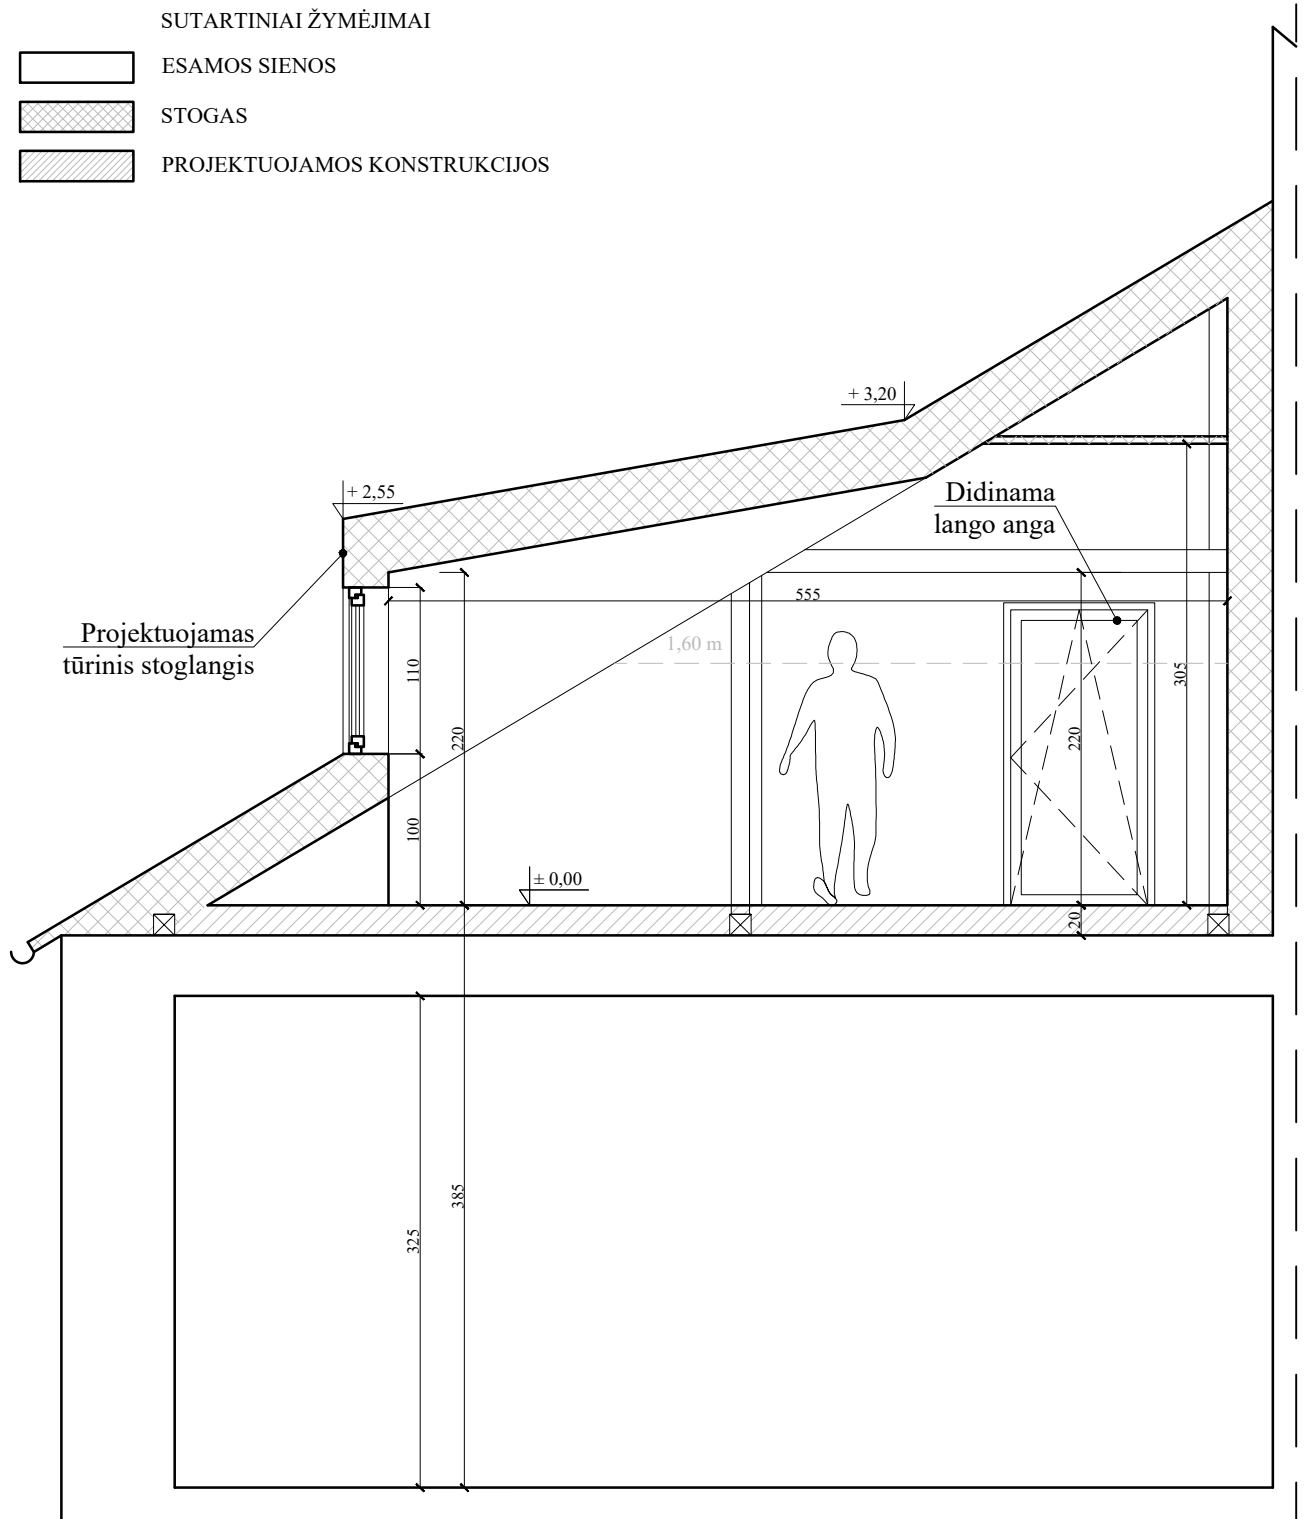 SUTARTINIAI ŽYMĖJIMAI
ESAMOS SIENOS
STOGAS
PROJEKTUOJAMOS KONSTRUKCIJOS
+ 3,20
+ 2,55
Didinama
lango anga
555
Projektuojamas
tūrinis stoglangis
1,60 m
110
305
220
220
100
± 0,00
20
385
325